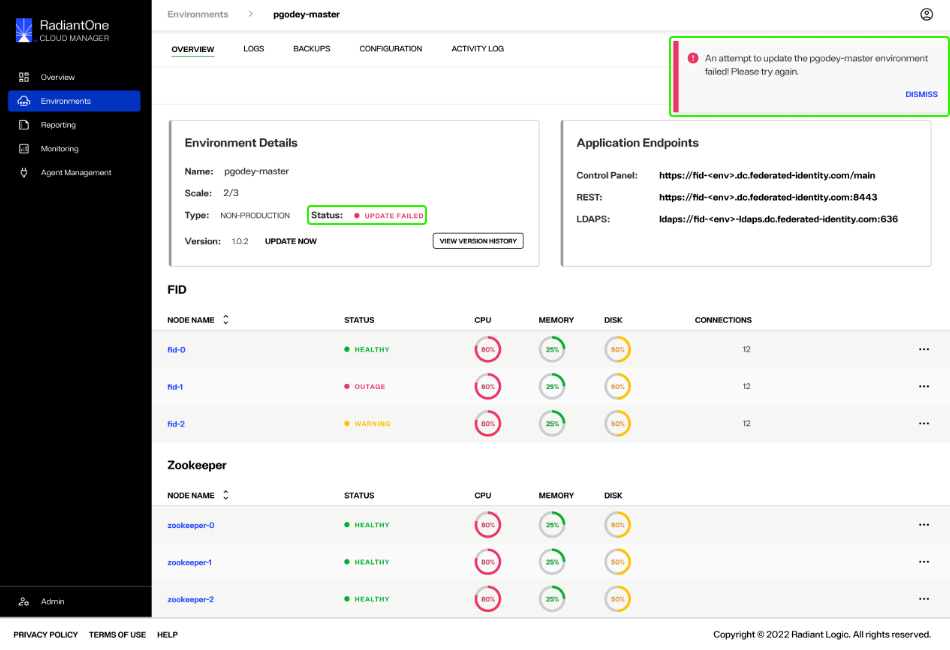 RadiantOne
CLOUD MANAGER
Overview
Environments
Reporting
Monitoring
Agent Management
Admin
Environments > pgodey-master
OVERVIEW LOGS BACKUPS CONFIGURATION ACTIVITY LOG
An attempt to update the pgodey-master environment
failed! Please try again.
DISMISS
Environment Details
Name: pgodey-master
Scale: 2/3
Type: NON-PRODUCTION Status: UPDATE FAILED
Version: 1.0.2 UPDATE NOW VIEW VERSION HISTORY
Application Endpoints
Control Panel: https://fid-<env>.dc.federated-identity.com/main
REST: https://fid-<env>.dc.federated-identity.com:8443
LDAPS: ldaps://fid-<env>-ldaps.dc.federated-identity.com:636
FID
NODE NAME STATUS CPU MEMORY DISK CONNECTIONS
fid-0 HEALTHY 80% 25% 50% 12
fid-1 OUTAGE 80% 25% 50% 12
fid-2 WARNING 80% 25% 50% 12
Zookeeper
NODE NAME STATUS CPU MEMORY DISK
zookeeper-0 HEALTHY 80% 25% 50%
zookeeper-1 HEALTHY 80% 25% 50%
zookeeper-2 HEALTHY 80% 25% 50%
PRIVACY POLICY TERMS OF USE HELP
Copyright © 2022 Radiant Logic. All rights reserved.